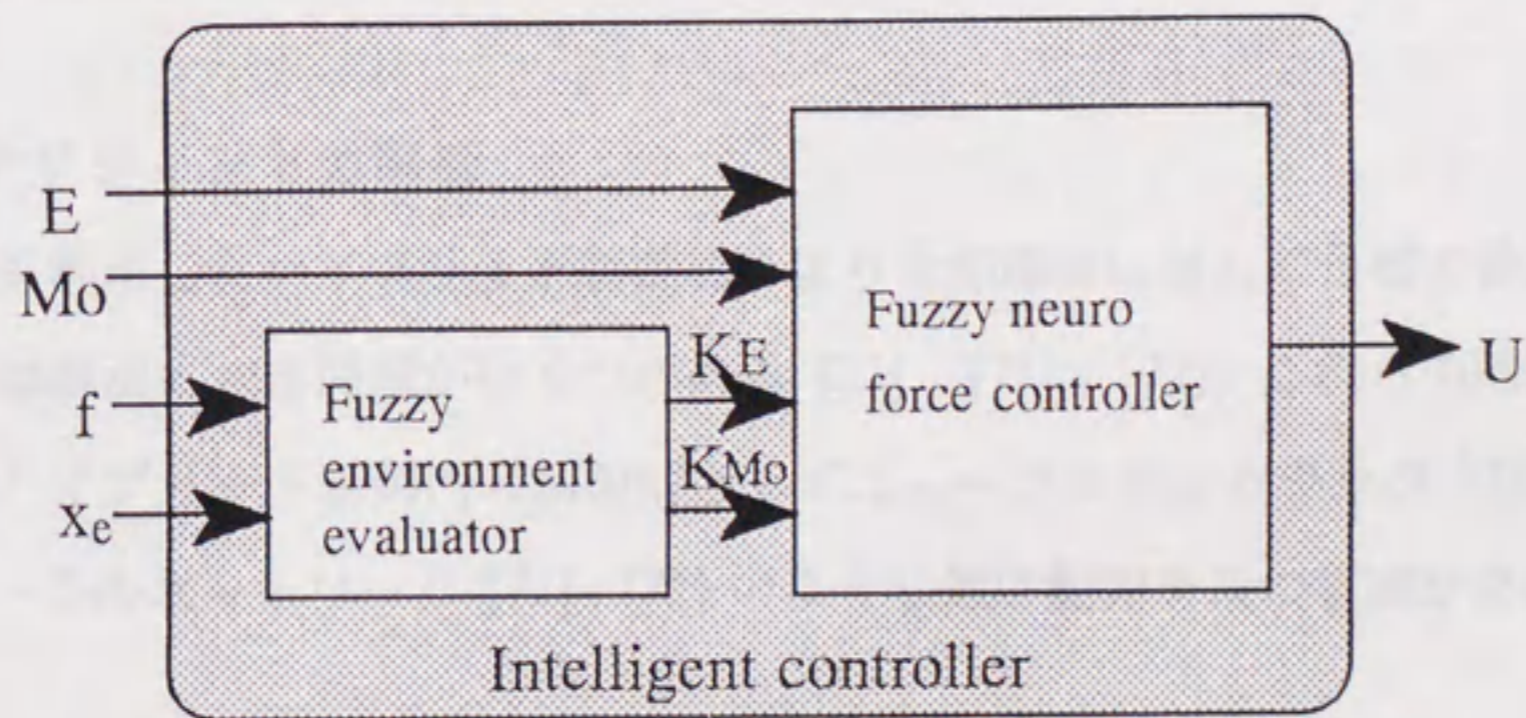 E
Mo
f
xe
Fuzzy
environment
evaluator
KE
KMo
Fuzzy neuro
force controller
U
Intelligent controller